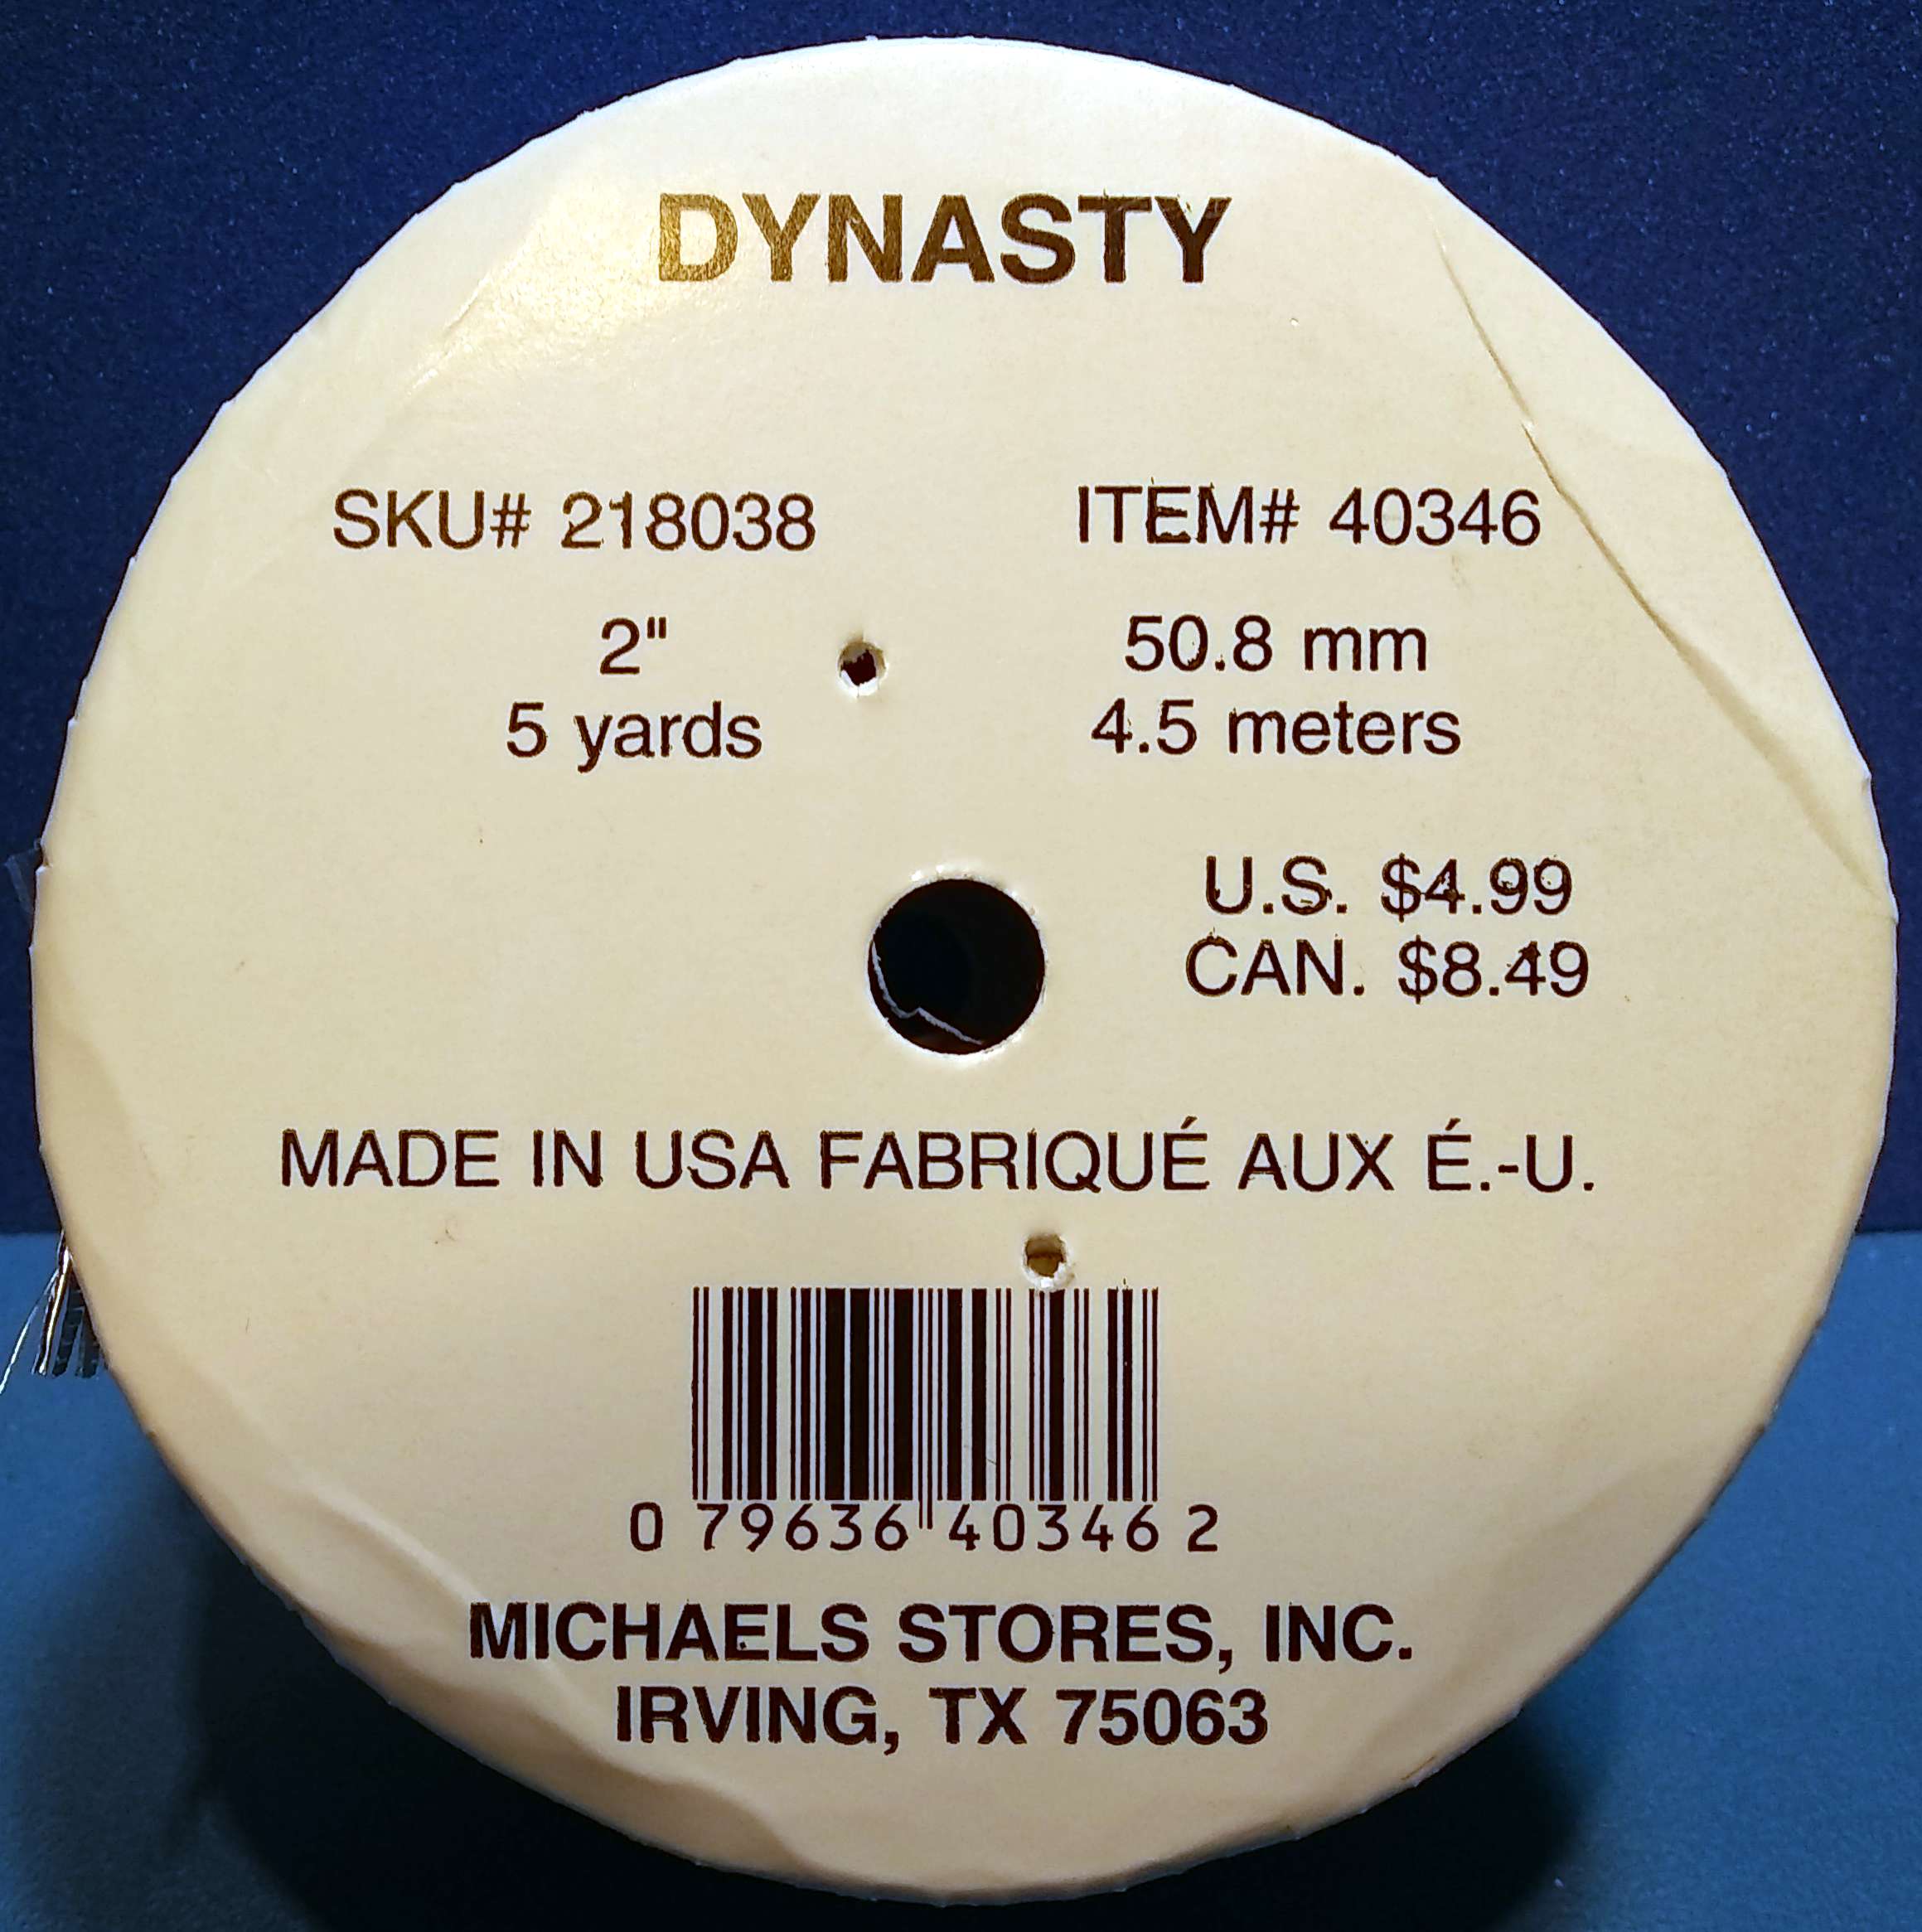 DYNASTY
SKU# 218038 ITEM# 40346
2" 50.8 mm
5 yards 4.5 meters
U.S. $4.99
CAN. $8.49
MADE IN USA FABRIQUÉ AUX É.-U.
0 79636 40346 2
MICHAELS STORES, INC.
IRVING, TX 75063